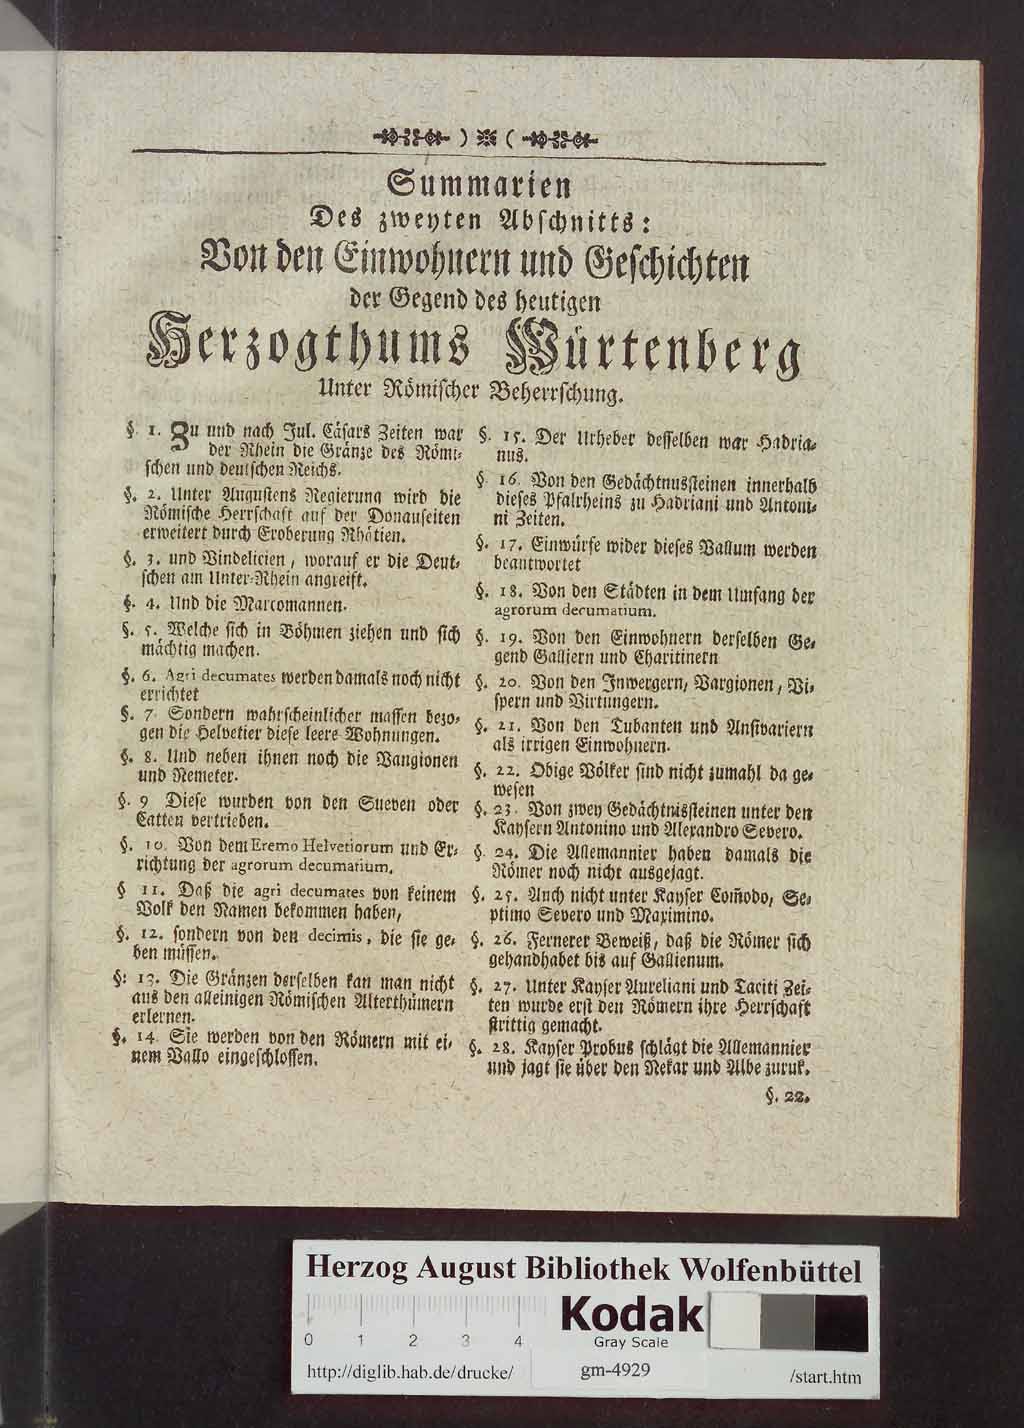 Summarien
Des zweyten Abschnitts:
Von den Einwohnern und Geschichten
der Gegend des heutigen
Herzogthums Würtenberg
Unter Römischer Beherrschung.
§. 1. Zu und nach Jul. Cäsars Zeiten war
der Rhein die Gränze des Römi-
schen und deutschen Reichs.
§. 2. Unter Augustens Regierung wird die
Römische Herrschaft auf der Donauseiten
erweitert durch Eroberung Rhätien.
§. 3. und Vindelicien, worauf er die Deut-
schen am Unter-Rhein angreift.
§. 4. Und die Marcomannen.
§. 5. Welche sich in Böhmen ziehen und sich
mächtig machen.
§. 6. Agri decumates werden damals noch nicht
errichtet
§. 7. Sondern wahrscheinlicher massen bezo-
gen die Helvetier diese leere Wohnungen.
§. 8. Und neben ihnen noch die Vangionen
und Nemeter.
§. 9 Diese wurden von den Sueven oder
Catten vertrieben.
§. 10. Von dem Eremo Helvetiorum und Er-
richtung der agrorum decumatium.
§ 11. Daß die agri decumates von keinem
Volk den Namen bekommen haben,
§. 12. sondern von den decimis, die sie ge-
ben müssen.
§: 13. Die Gränzen derselben kan man nicht
aus den alleinigen Römischen Alterthümern
erlernen.
§. 14. Sie werden von den Römern mit ei-
nem Vallo eingeschlossen.
§. 15. Der Urheber desselben war Hadria-
nus.
§. 16. Von den Gedächtnussteinen innerhalb
dieses Pfalrheins zu Hadriani und Antoni-
ni Zeiten.
§. 17. Einwürfe wider dieses Vallum werden
beantwortet
§. 18. Von den Städten in dem Umfang der
agrorum decumatium.
§. 19. Von den Einwohnern derselben Ge-
gend Galliern und Charitinern
§. 20. Von den Inwergern, Vargionen, Vi-
spern und Virtungern.
§. 21. Von den Tubanten und Ansivariern
als irrigen Einwohnern.
§. 22. Obige Völker sind nicht zumahl da ge-
wesen
§. 23. Von zwey Gedächtnissteinen unter den
Kaysern Antonino und Alexandro Severo.
§. 24. Die Allemannier haben damals die
Römer noch nicht ausgejagt.
§. 25. Auch nicht unter Kayser Com̃odo, Se-
ptimo Severo und Maximino.
§. 26. Fernerer Beweiß, daß die Römer sich
gehandhabet bis auf Gallienum.
§. 27. Unter Kayser Aureliani und Taciti Zei-
ten wurde erst den Römern ihre Herrschaft
strittig gemacht.
§. 28. Kayser Probus schlägt die Allemannier
und jagt sie über den Nekar und Albe zuruk.
§. 22.
Herzog August Bibliothek Wolfenbüttel
0 1 2 3 4
Kodak
Gray Scale
http://diglib.hab.de/drucke/ gm-4929 /start.htm